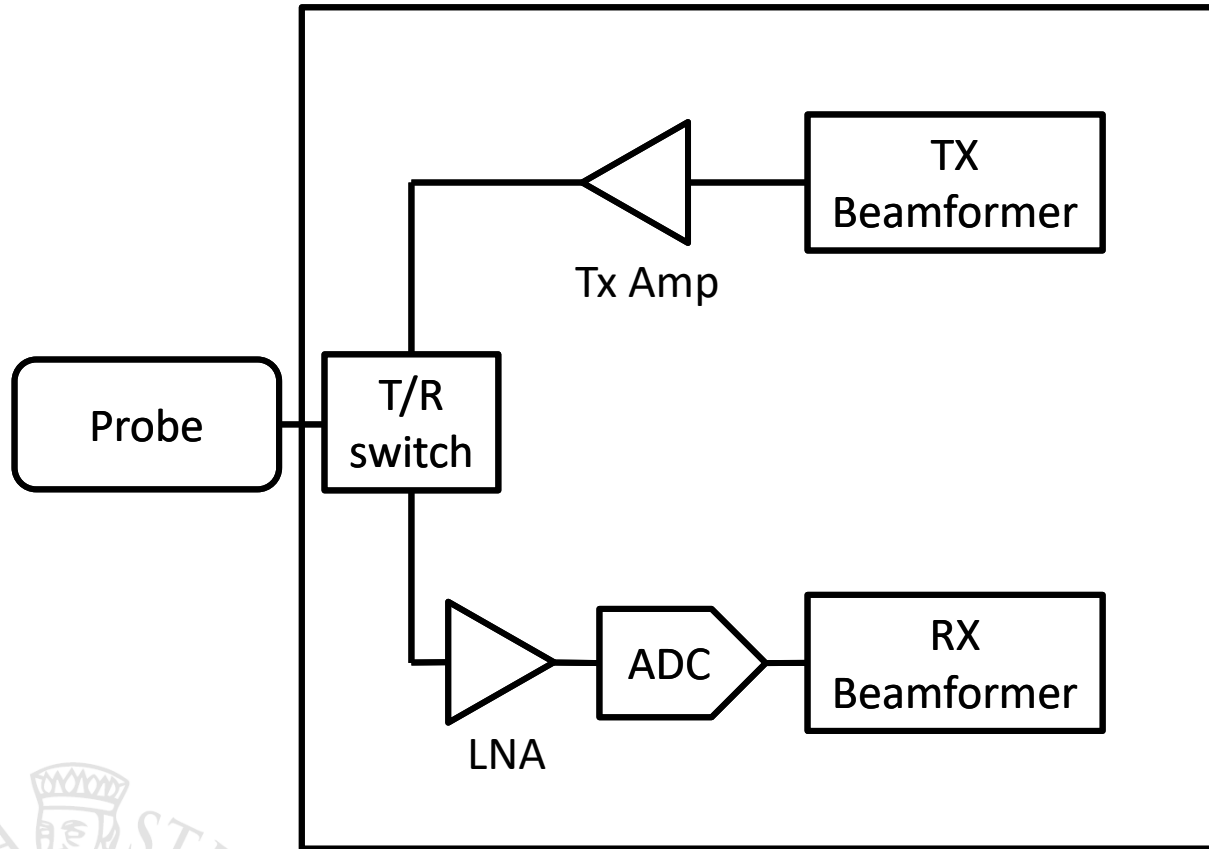 TX
Beamformer
Tx Amp
Probe
T/R
switch
ADC
RX
Beamformer
LNA